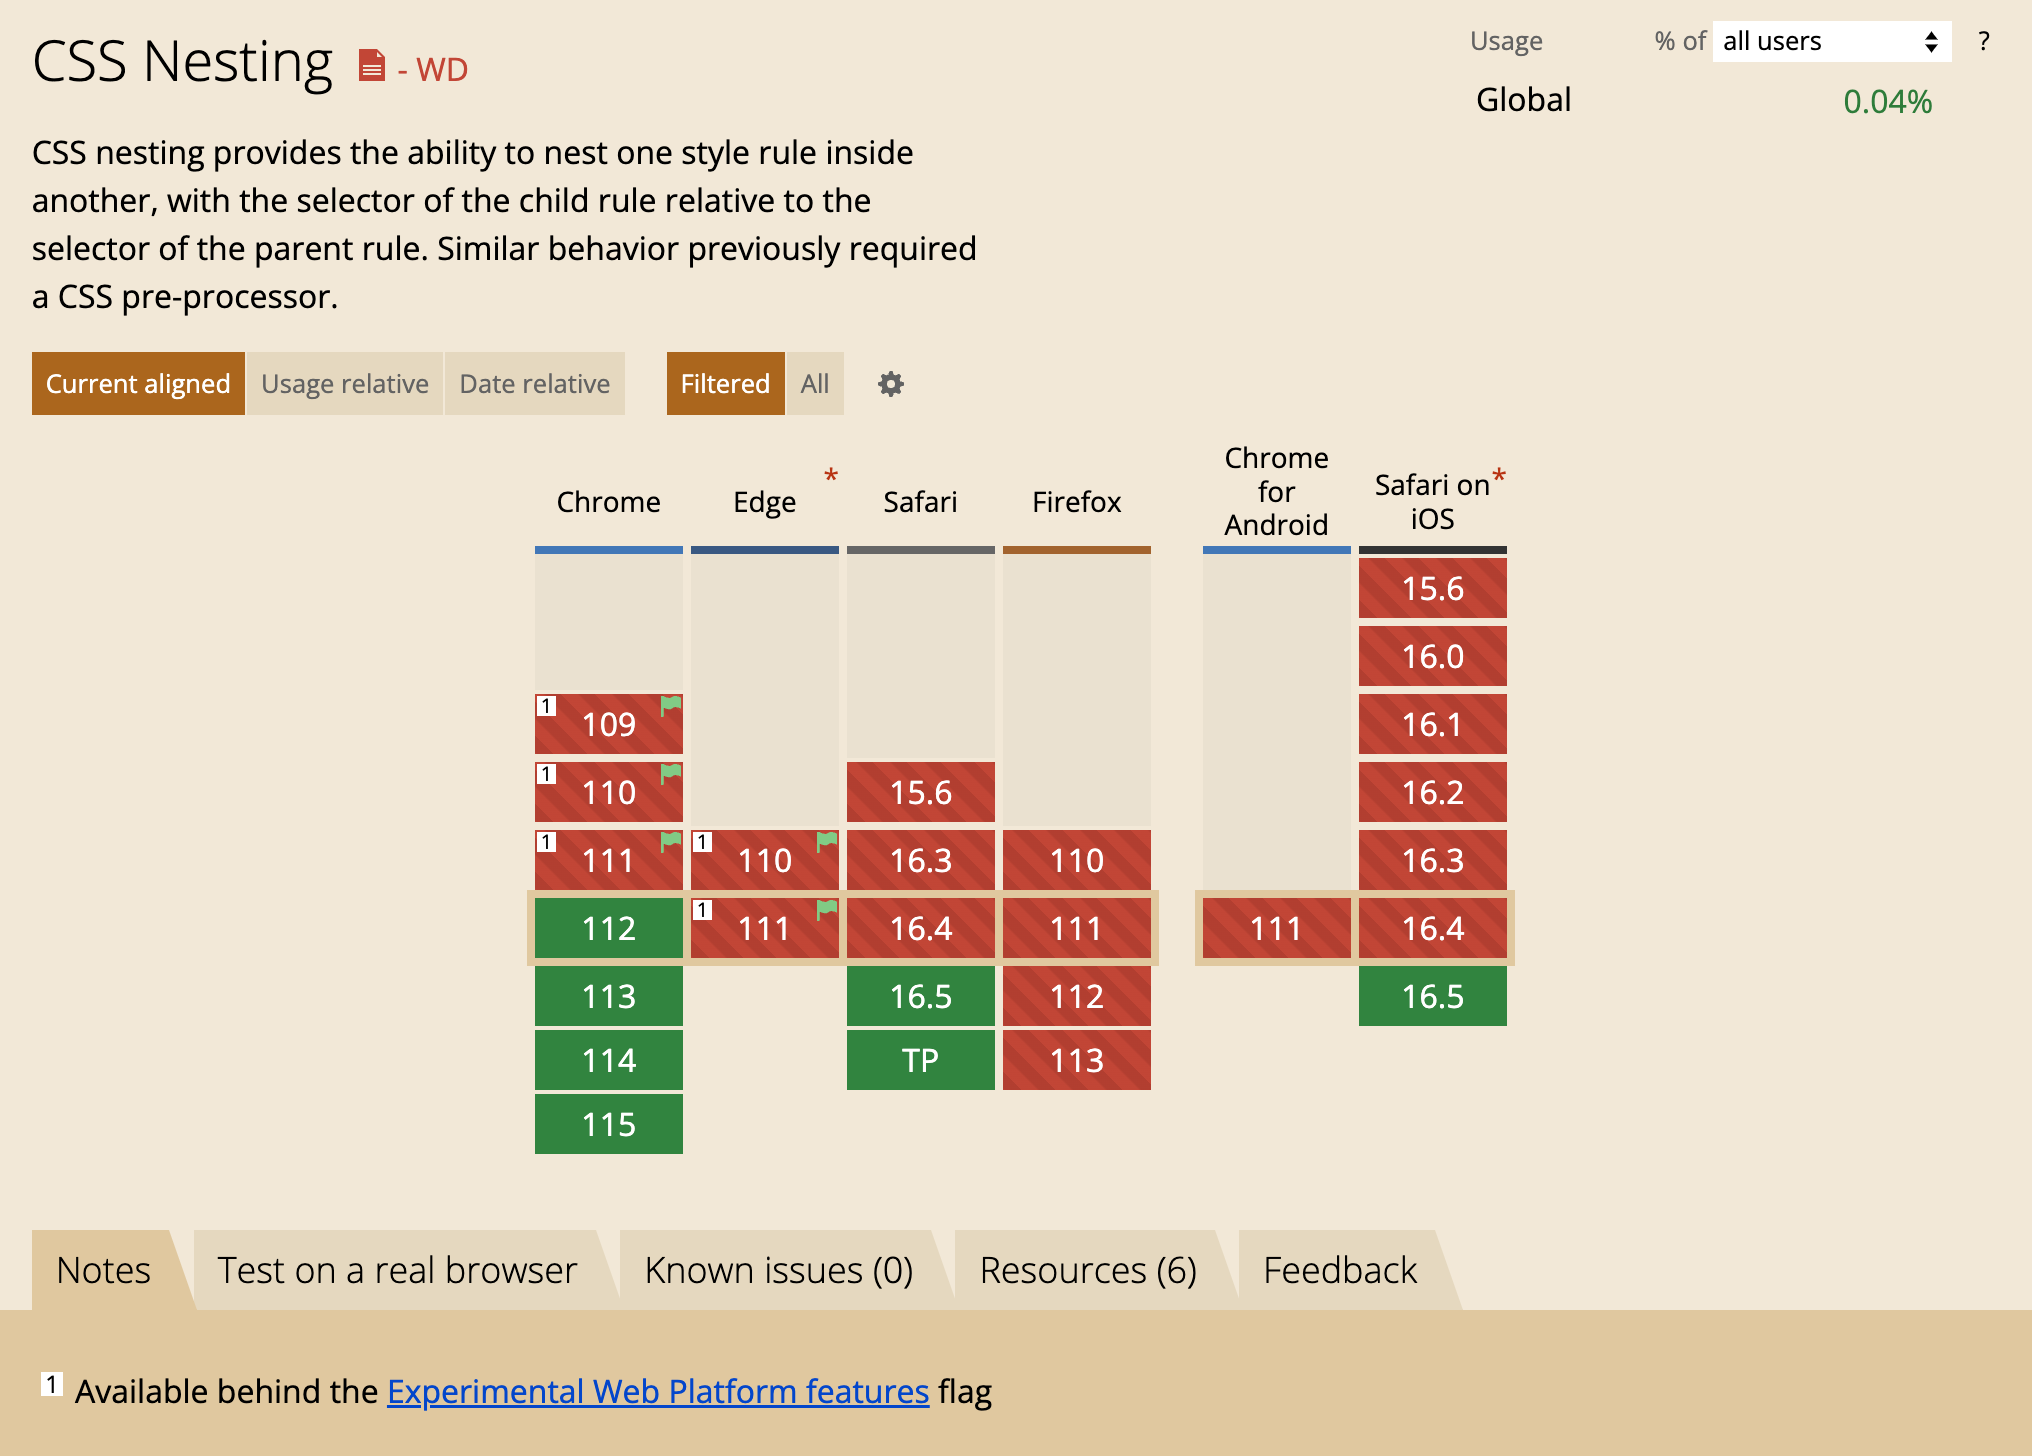 CSS Nesting - WD
Usage % of all users ?
Global 0.04%
CSS nesting provides the ability to nest one style rule inside
another, with the selector of the child rule relative to the
selector of the parent rule. Similar behavior previously required
a CSS pre-processor.
Current aligned Usage relative Date relative Filtered All
Chrome Edge * Safari Firefox Chrome for Android Safari on iOS *
15.6
16.0
1 109 16.1
1 110 15.6 16.2
1 111 1 110 16.3 110 16.3
112 1 111 16.4 111 111 16.4
113 16.5 112 16.5
114 TP 113
115
Notes Test on a real browser Known issues (0) Resources (6) Feedback
1 Available behind the Experimental Web Platform features flag